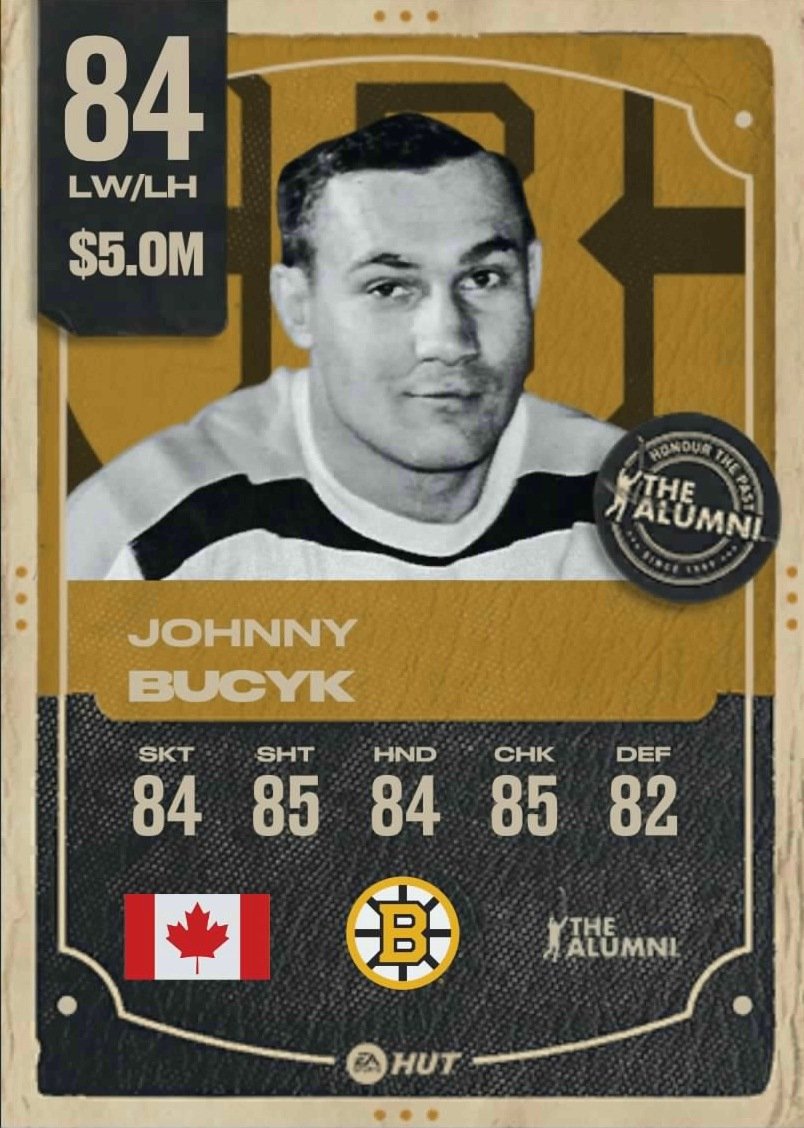 84
LW/LH
$5.0M
HONOUR THE PAST
THE
ALUMNI
JOHNNY
BUCYK
SKT SHT HND CHK DEF
84 85 84 85 82
B
THE
ALUMNI
EA
HUT